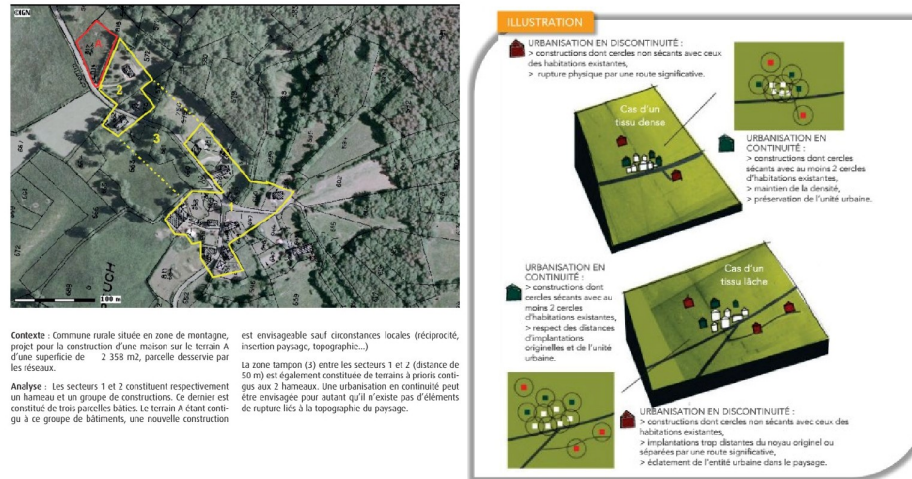 ©IGN
A
2
3
1
UCH
100 m
Contexte : Commune rurale située en zone de montagne,
projet pour la construction d'une maison sur le terrain A
d'une superficie de 2 358 m2, parcelle desservie par
les réseaux.
Analyse : Les secteurs 1 et 2 constituent respectivement
un hameau et un groupe de constructions. Ce dernier est
constitué de trois parcelles bâties. Le terrain A étant conti-
gu à ce groupe de bâtiments, une nouvelle construction
est envisageable sauf circonstances locales (réciprocité,
insertion paysage, topographie...)
La zone tampon (3) entre les secteurs 1 et 2 (distance de
50 m) est également constituée de terrains à prioris conti-
gus aux 2 hameaux. Une urbanisation en continuité peut
être envisagée pour autant qu'il n'existe pas d'éléments
de rupture liés à la topographie du paysage.
ILLUSTRATION
URBANISATION EN DISCONTINUITÉ :
> constructions dont cercles non sécants avec ceux
des habitations existantes,
> rupture physique par une route significative.
Cas d'un
tissu dense
URBANISATION EN
CONTINUITÉ :
> constructions dont cercles
sécants avec au moins 2 cercles
d'habitations existantes,
> maintien de la densité,
> préservation de l'unité urbaine.
URBANISATION EN
CONTINUITÉ :
> constructions dont
cercles sécants avec au
moins 2 cercles
d'habitations existantes,
> respect des distances
d'implantations
originelles et de l'unité
urbaine.
Cas d'un
tissu lâche
URBANISATION EN DISCONTINUITÉ :
> constructions dont cercles non sécants avec ceux des
habitations existantes,
> implantations trop distantes du noyau originel ou
séparées par une route significative,
> éclatement de l'entité urbaine dans le paysage.